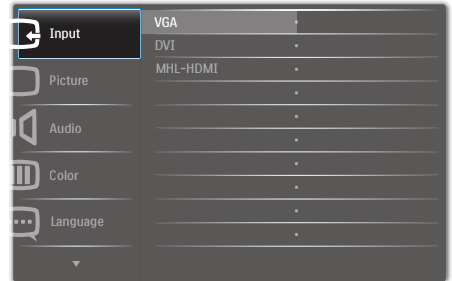 Input
Picture
Audio
Color
Language
VGA
DVI
MHL-HDMI